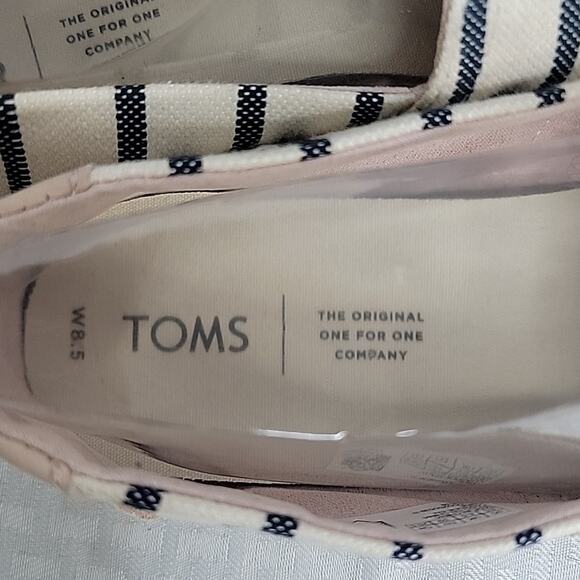 THE ORIGINAL
ONE FOR ONE
COMPANY
W8.5
TOMS
THE ORIGINAL
ONE FOR ONE
COMPANY